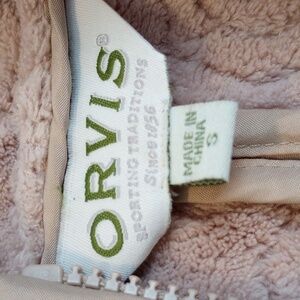 ORVIS®
SPORTING TRADITIONS
Since 1856
MADE IN
CHINA
S